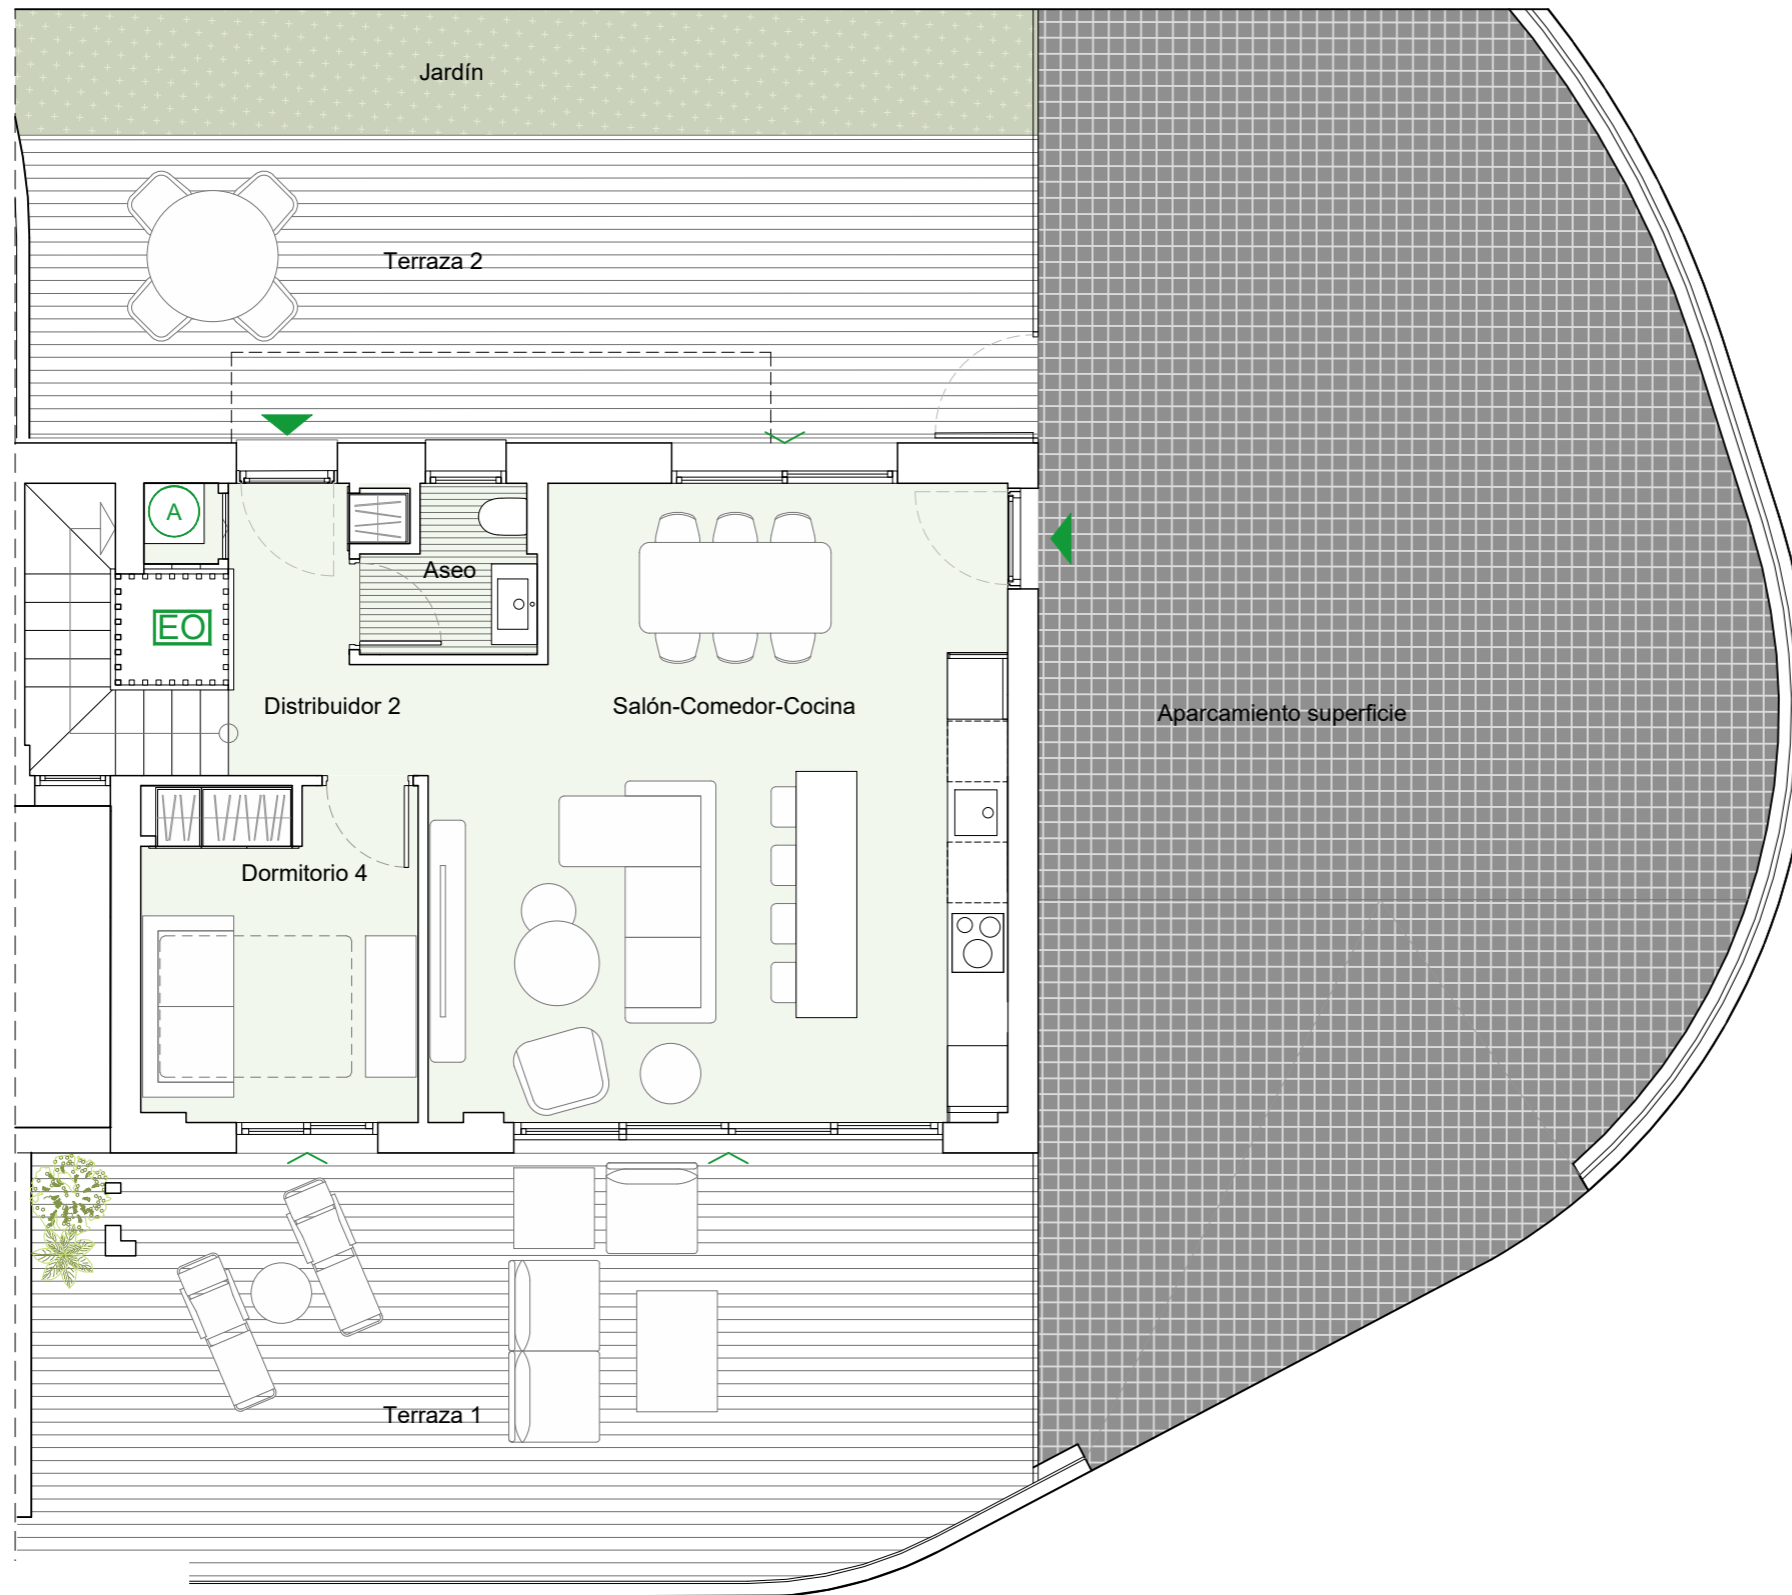 Jardín
Terraza 2
A
Aseo
EO
Distribuidor 2
Salón-Comedor-Cocina
Aparcamiento superficie
Dormitorio 4
Terraza 1